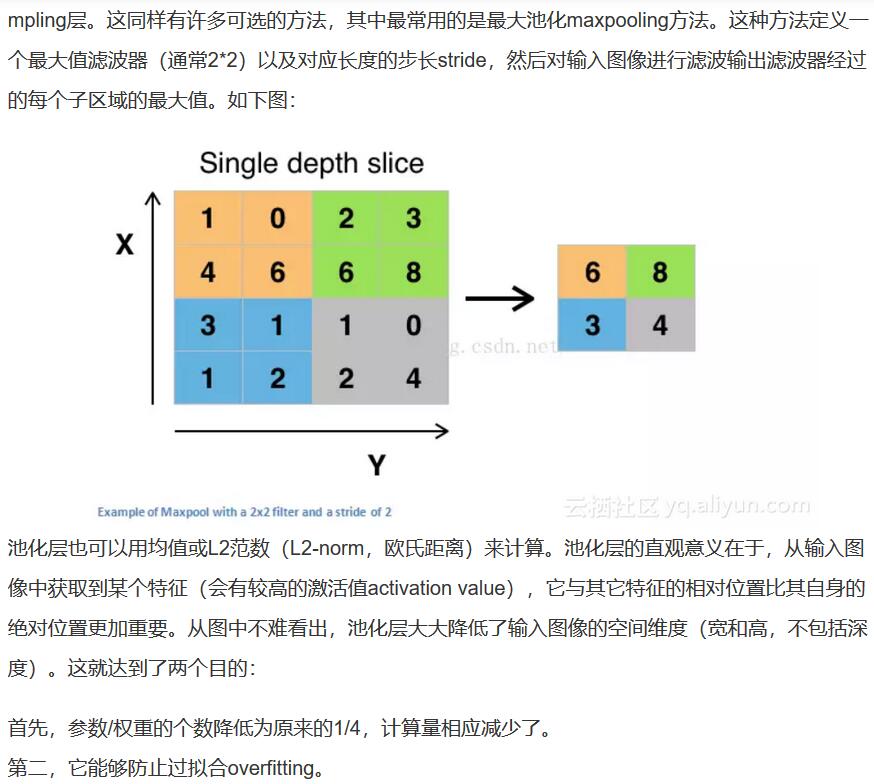 mpling层。这同样有许多可选的方法，其中最常用的是最大池化maxpooling方法。这种方法定义一
个最大值滤波器（通常2*2）以及对应长度的步长stride，然后对输入图像进行滤波输出滤波器经过
的每个子区域的最大值。如下图：
Single depth slice
X
1 0 2 3
4 6 6 8
3 1 1 0
1 2 2 4
6 8
3 4
g.csdn.net
Y
Example of Maxpool with a 2x2 filter and a stride of 2
云栖社区 yq.aliyun.com
池化层也可以用均值或L2范数（L2-norm，欧氏距离）来计算。池化层的直观意义在于，从输入图
像中获取到某个特征（会有较高的激活值activation value），它与其它特征的相对位置比其自身的
绝对位置更加重要。从图中不难看出，池化层大大降低了输入图像的空间维度（宽和高，不包括深
度）。这就达到了两个目的：
首先，参数/权重的个数降低为原来的1/4，计算量相应减少了。
第二，它能够防止过拟合overfitting。